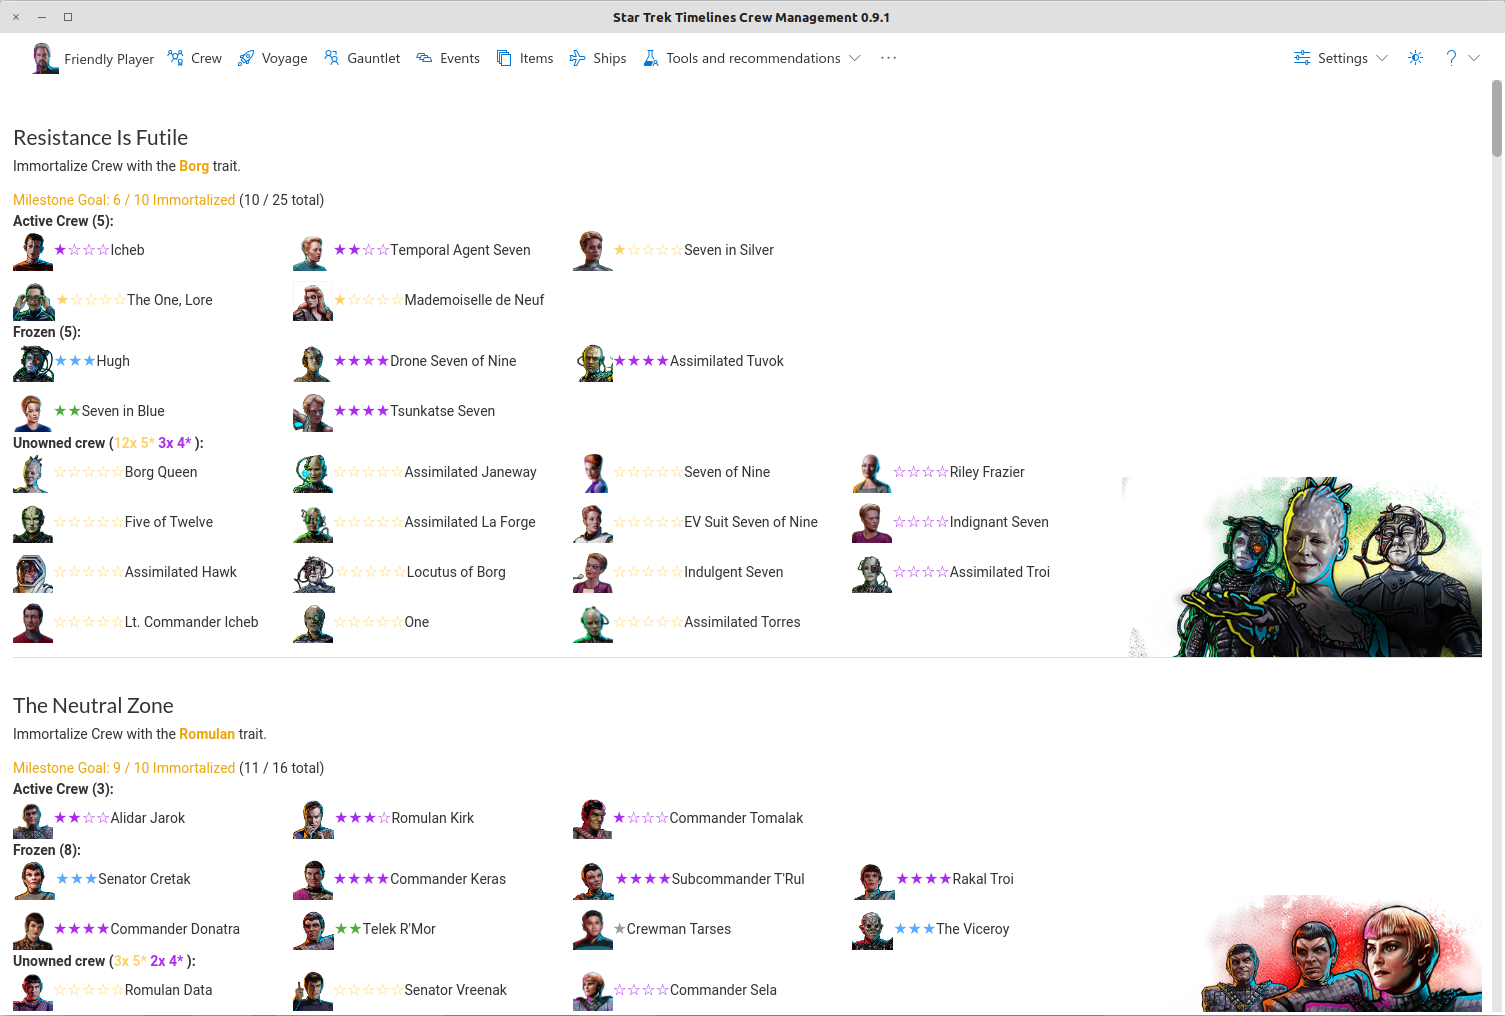 Star Trek Timelines Crew Management 0.9.1
Friendly Player Crew Voyage Gauntlet Events Items Ships Tools and recommendations ··· Settings ?
Resistance Is Futile
Immortalize Crew with the Borg trait.
Milestone Goal: 6 / 10 Immortalized (10 / 25 total)
Active Crew (5):
★☆☆☆Icheb ★★☆☆Temporal Agent Seven ★☆☆☆☆Seven in Silver
★☆☆☆☆The One, Lore ★☆☆☆☆Mademoiselle de Neuf
Frozen (5):
★★★Hugh ★★★★Drone Seven of Nine ★★★★Assimilated Tuvok
★★Seven in Blue ★★★★Tsunkatse Seven
Unowned crew (12x 5* 3x 4* ):
☆☆☆☆☆Borg Queen ☆☆☆☆☆Assimilated Janeway ☆☆☆☆☆Seven of Nine ☆☆☆☆Riley Frazier
☆☆☆☆☆Five of Twelve ☆☆☆☆☆Assimilated La Forge ☆☆☆☆☆EV Suit Seven of Nine ☆☆☆☆Indignant Seven
☆☆☆☆☆Assimilated Hawk ☆☆☆☆☆Locutus of Borg ☆☆☆☆☆Indulgent Seven ☆☆☆☆Assimilated Troi
☆☆☆☆☆Lt. Commander Icheb ☆☆☆☆☆One ☆☆☆☆☆Assimilated Torres
The Neutral Zone
Immortalize Crew with the Romulan trait.
Milestone Goal: 9 / 10 Immortalized (11 / 16 total)
Active Crew (3):
★★☆☆Alidar Jarok ★★★☆Romulan Kirk ★☆☆☆Commander Tomalak
Frozen (8):
★★★Senator Cretak ★★★★Commander Keras ★★★★Subcommander T'Rul ★★★★Rakal Troi
★★★★Commander Donatra ★★Telek R'Mor ★Crewman Tarses ★★★The Viceroy
Unowned crew (3x 5* 2x 4* ):
☆☆☆☆☆Romulan Data ☆☆☆☆☆Senator Vreenak ☆☆☆☆Commander Sela